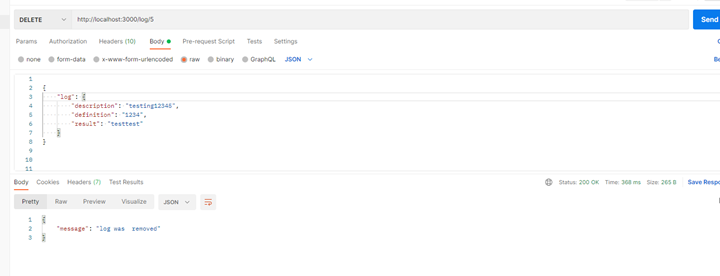 DELETE http://localhost:3000/log/5 Send
Params Authorization Headers (10) Body Pre-request Script Tests Settings
none form-data x-www-form-urlencoded raw binary GraphQL JSON
1
2 {
3 "log": {
4 "description": "testing12345",
5 "definition": "1234",
6 "result": "testtest"
7 }
8 }
9
10
11
Body Cookies Headers (7) Test Results Status: 200 OK Time: 368 ms Size: 265 B Save Respo
Pretty Raw Preview Visualize JSON
1 {
2 "message": "log was  removed"
3 }